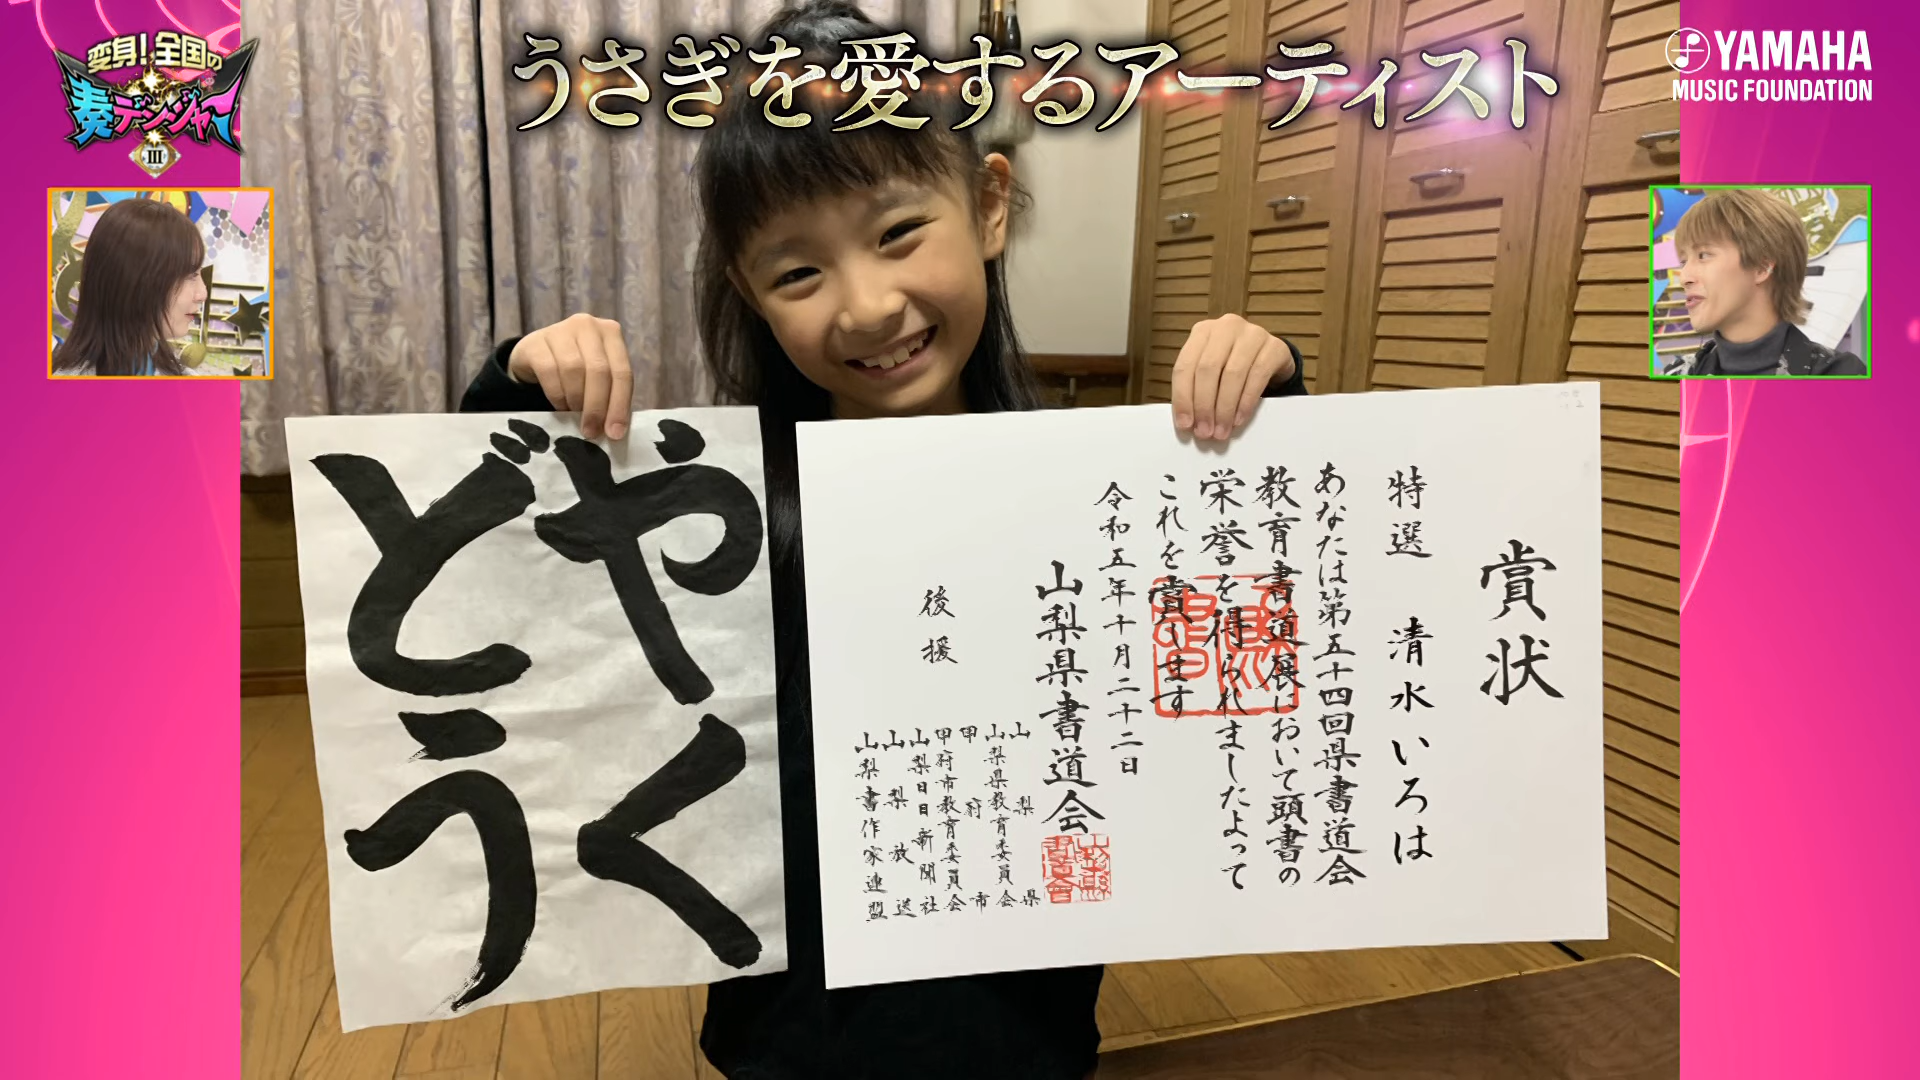 変身!全国の
奏デンジャー
III
うさぎを愛するアーティスト
YAMAHA
MUSIC FOUNDATION
やく
どう
賞状
特選 清水いろは
あなたは第五十四回県書道会
教育書道展において頭書の
栄誉を得られましたよって
これを賞します
令和五年十月二十二日
山梨県書道会
後援
山梨県
山梨県教育委員会
甲府市
甲府市教育委員会
山梨日日新聞社
山梨放送
山梨書作家連盟